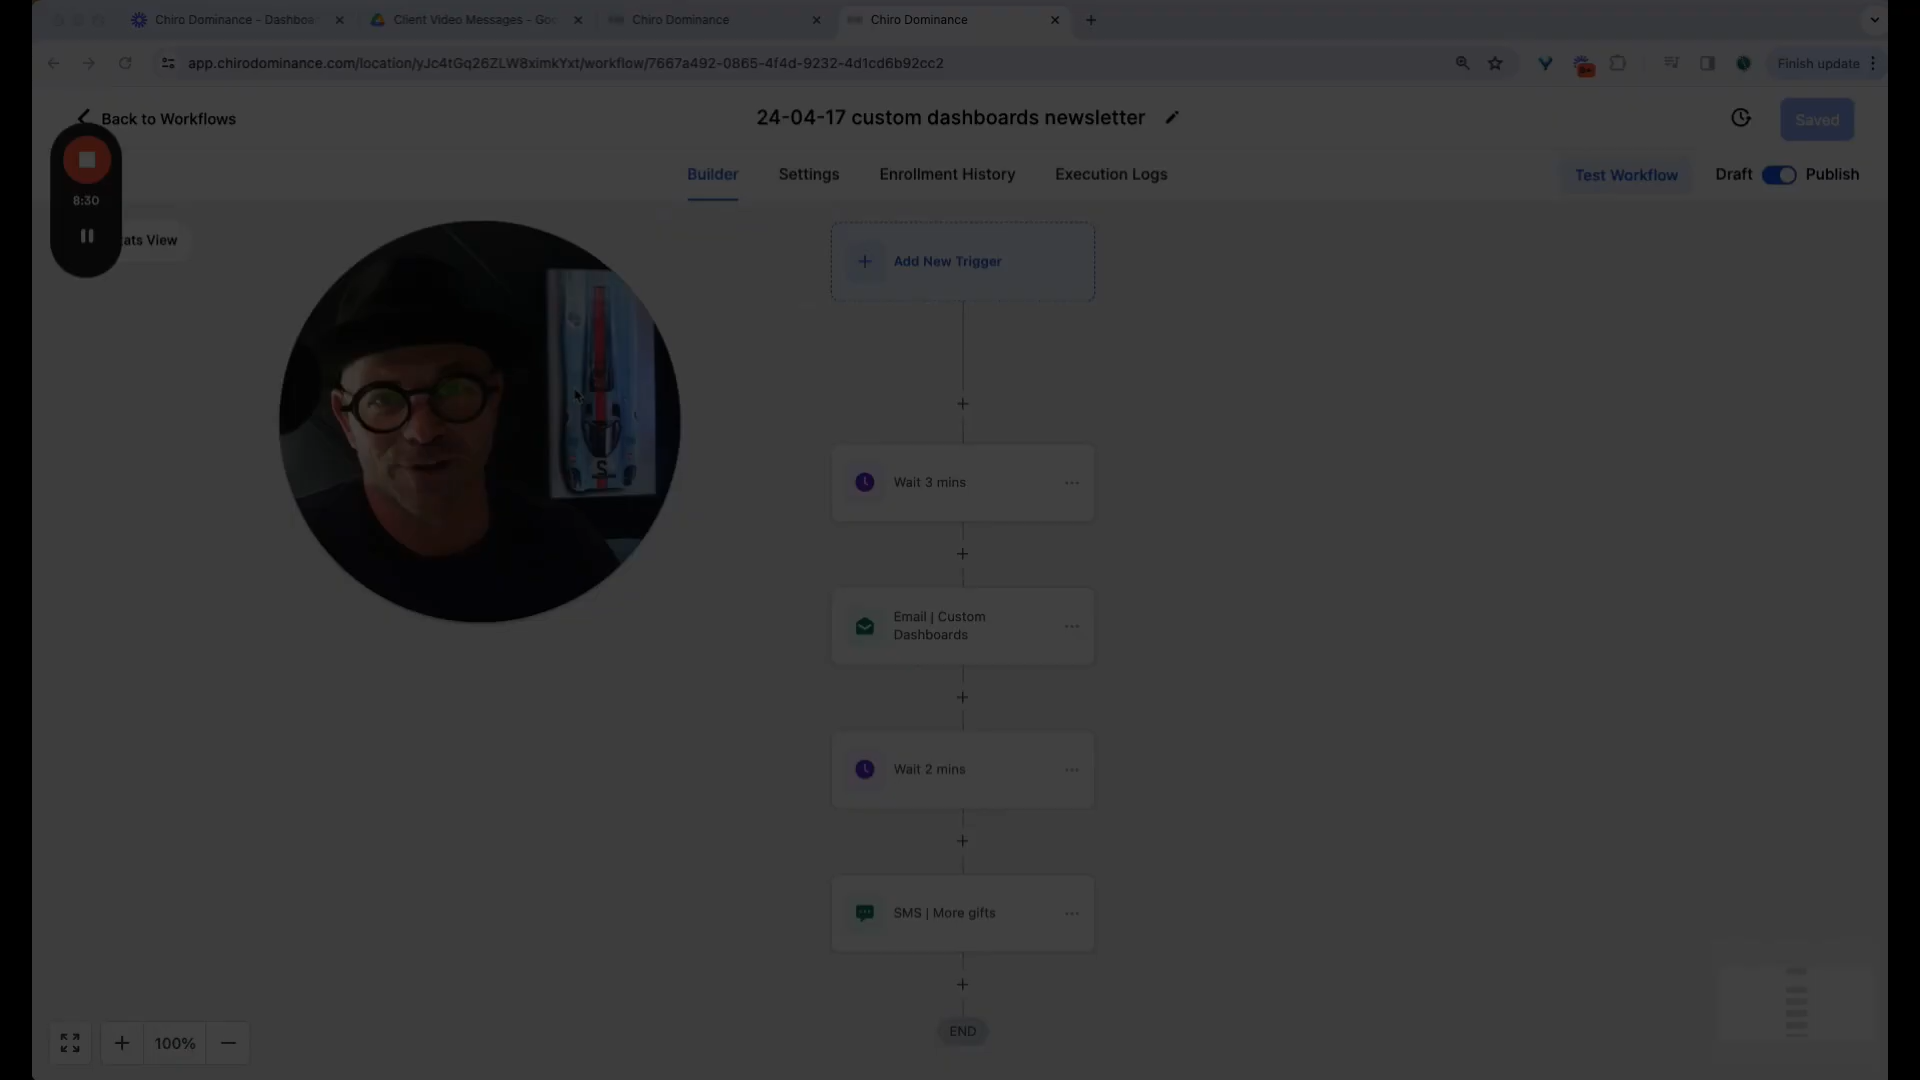 Chiro Dominance - Dashboa
Client Video Messages - Goo
Chiro Dominance
Chiro Dominance
app.chirodominance.com/location/yJc4tGq26ZLW8ximkYxt/workflow/7667a492-0865-4f4d-9232-4d1cd6b92cc2
Finish update
Back to Workflows
24-04-17 custom dashboards newsletter
Saved
8:30
Builder
Settings
Enrollment History
Execution Logs
Test Workflow
Draft
Publish
ats View
Add New Trigger
S
Wait 3 mins
Email | Custom
Dashboards
Wait 2 mins
SMS | More gifts
END
100%